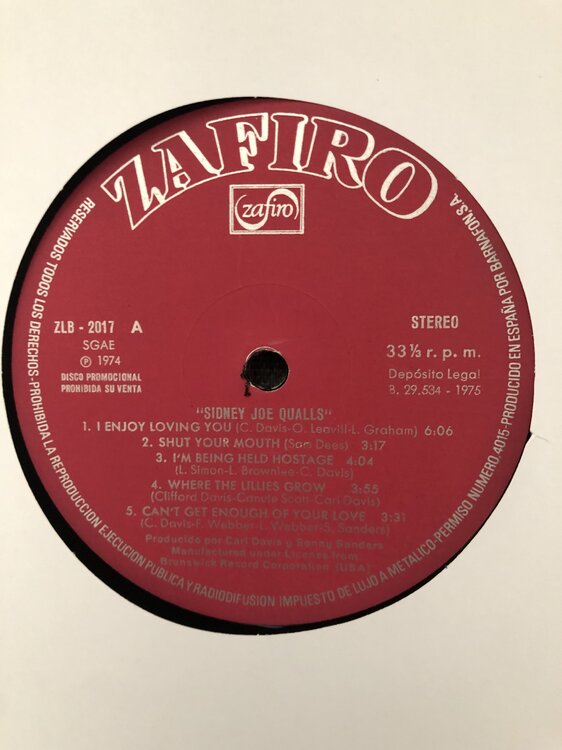 ZAFIRO
zafiro
ZLB - 2017 A
SGAE
℗ 1974
DISCO PROMOCIONAL
PROHIBIDA SU VENTA
STEREO
33⅓ r. p. m.
Depósito Legal
B. 29.534 - 1975
"SIDNEY JOE QUALLS"
1. I ENJOY LOVING YOU (C. Davis-O. Leavill-L. Graham) 6:06
2. SHUT YOUR MOUTH (Sam Dees) 3:17
3. I'M BEING HELD HOSTAGE 4:04
(L. Simon-L. Brownlee-C. Davis)
4. WHERE THE LILLIES GROW 3:55
(Clifford Davis-Canute Scott-Carl Davis)
5. CAN'T GET ENOUGH OF YOUR LOVE 3:31
(C. Davis-F. Webber-L. Webber-S. Sanders)
Producido por Carl Davis y Sonny Sanders
Manufactured under License from
Brunswick Record Corporation (USA)
RESERVADOS TODOS LOS DERECHOS-PROHIBIDA LA REPRODUCCION EJECUCION PUBLICA Y RADIODIFUSION IMPUESTO DE LUJO A METALICO-PERMISO NUMERO. 4015-PRODUCIDO EN ESPAÑA POR BARNAFON,S.A.